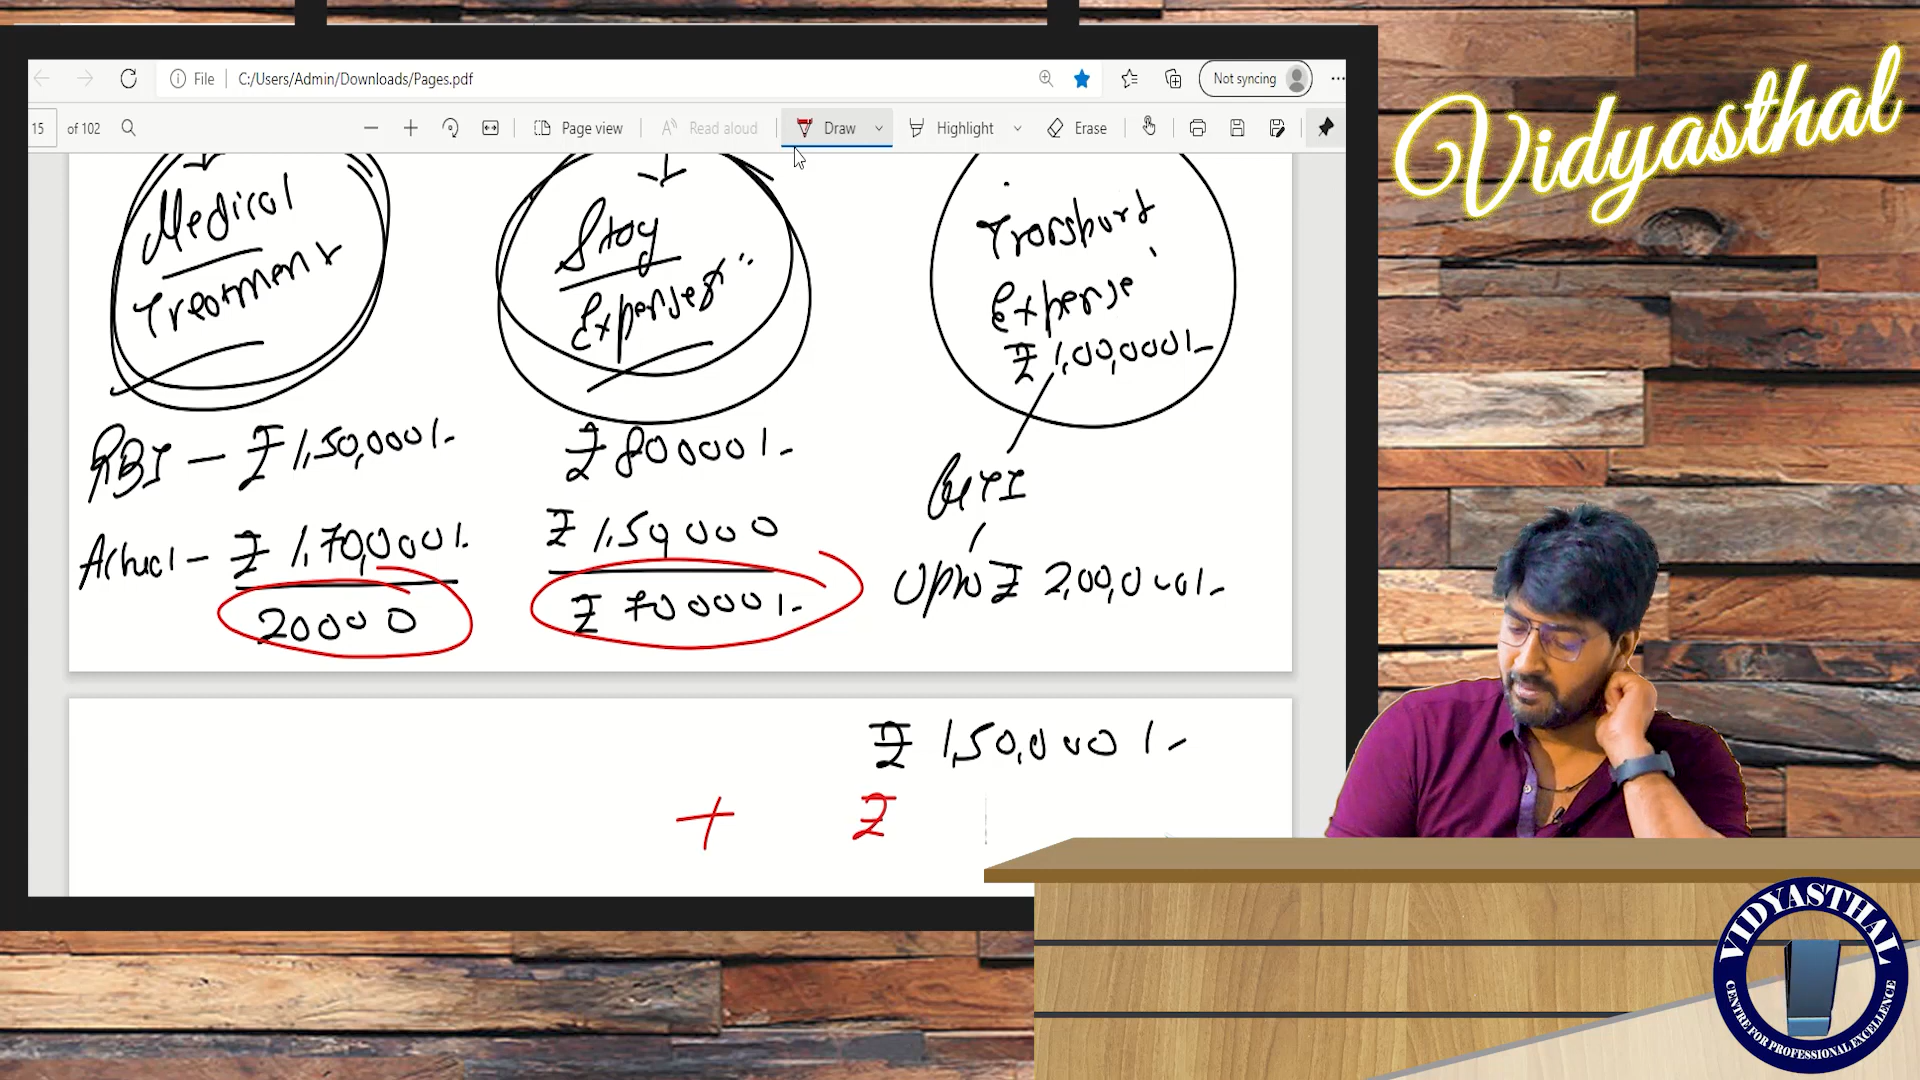 File C:/Users/Admin/Downloads/Pages.pdf Not syncing
15 of 102 Page view Read aloud Draw Highlight Erase
Vidyasthal
Medical
Treatment
Stay
Expenses
Transport
Expense
₹ 1,00,000/-
RBI - ₹ 1,50,000/-
₹ 80000/-
Actual - ₹ 1,70,000/-
₹ 1,50,000
20000
₹ 70000/-
Upto ₹ 2,00,000/-
₹ 1,50,000/-
+ ₹
VIDYASTHAL
CENTRE FOR PROFESSIONAL EXCELLENCE